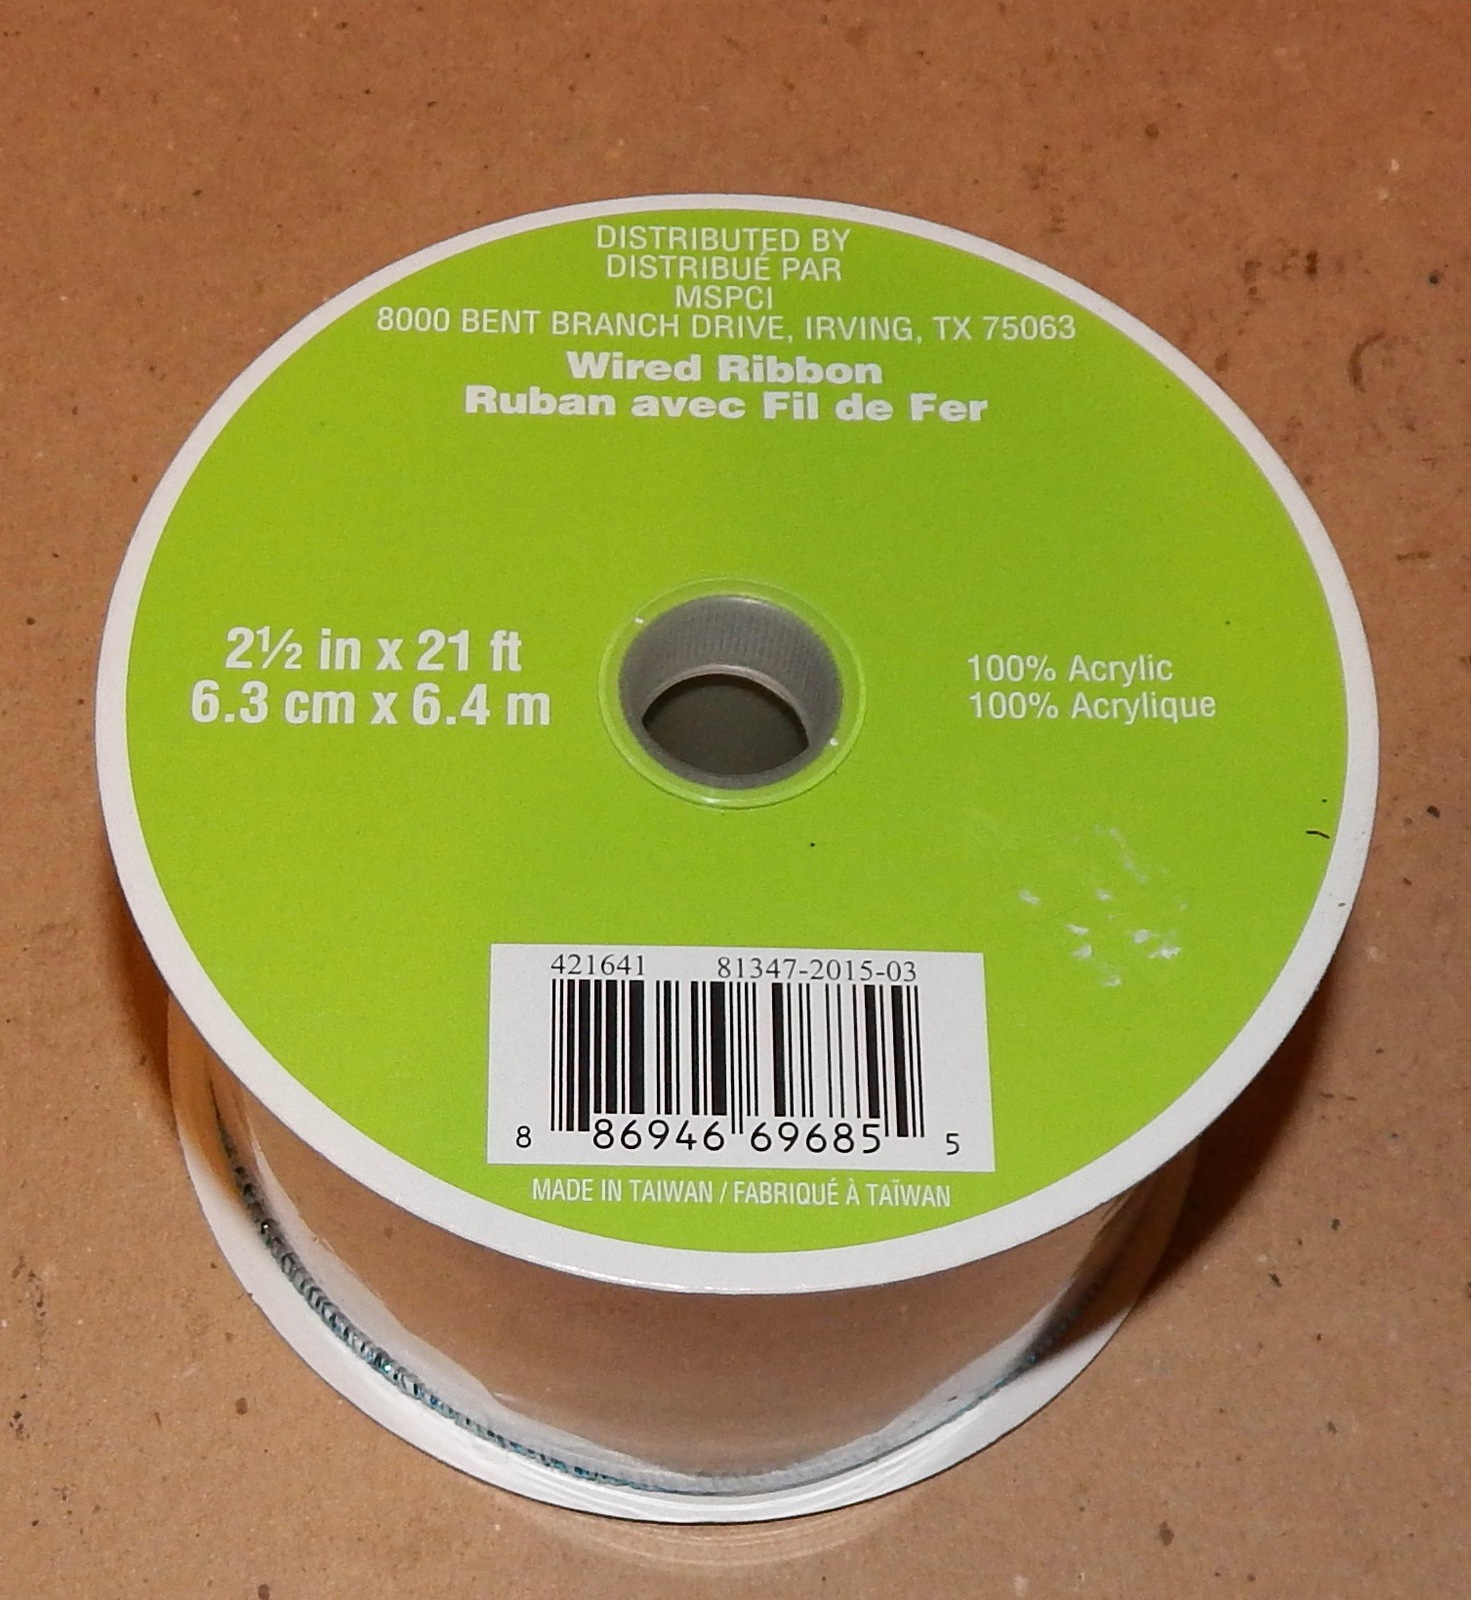 DISTRIBUTED BY
DISTRIBUÉ PAR
MSPCI
8000 BENT BRANCH DRIVE, IRVING, TX 75063
Wired Ribbon
Ruban avec Fil de Fer
2½ in x 21 ft
6.3 cm x 6.4 m
100% Acrylic
100% Acrylique
421641 81347-2015-03
8 86946 69685 5
MADE IN TAIWAN / FABRIQUÉ À TAÏWAN